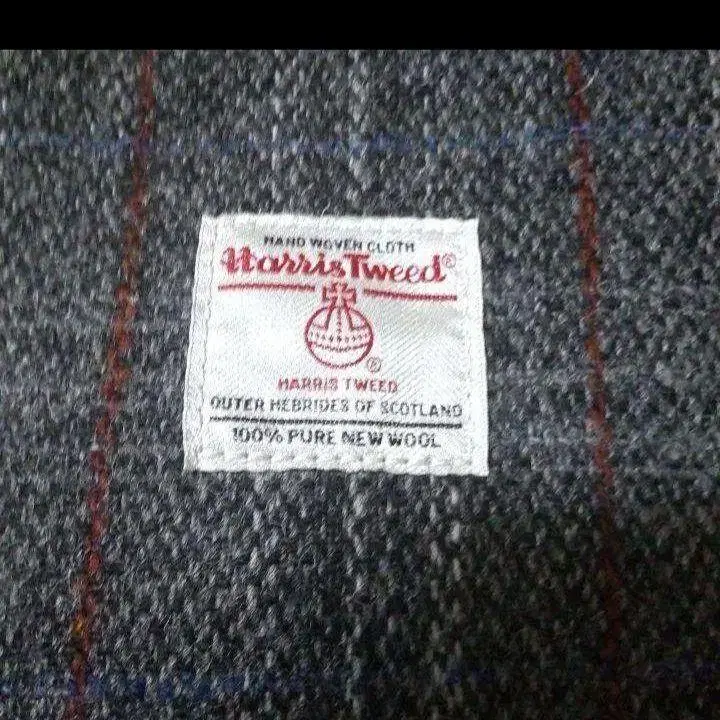 HAND WOVEN CLOTH
Harris Tweed®
®
HARRIS TWEED
OUTER HEBRIDES OF SCOTLAND
100% PURE NEW WOOL